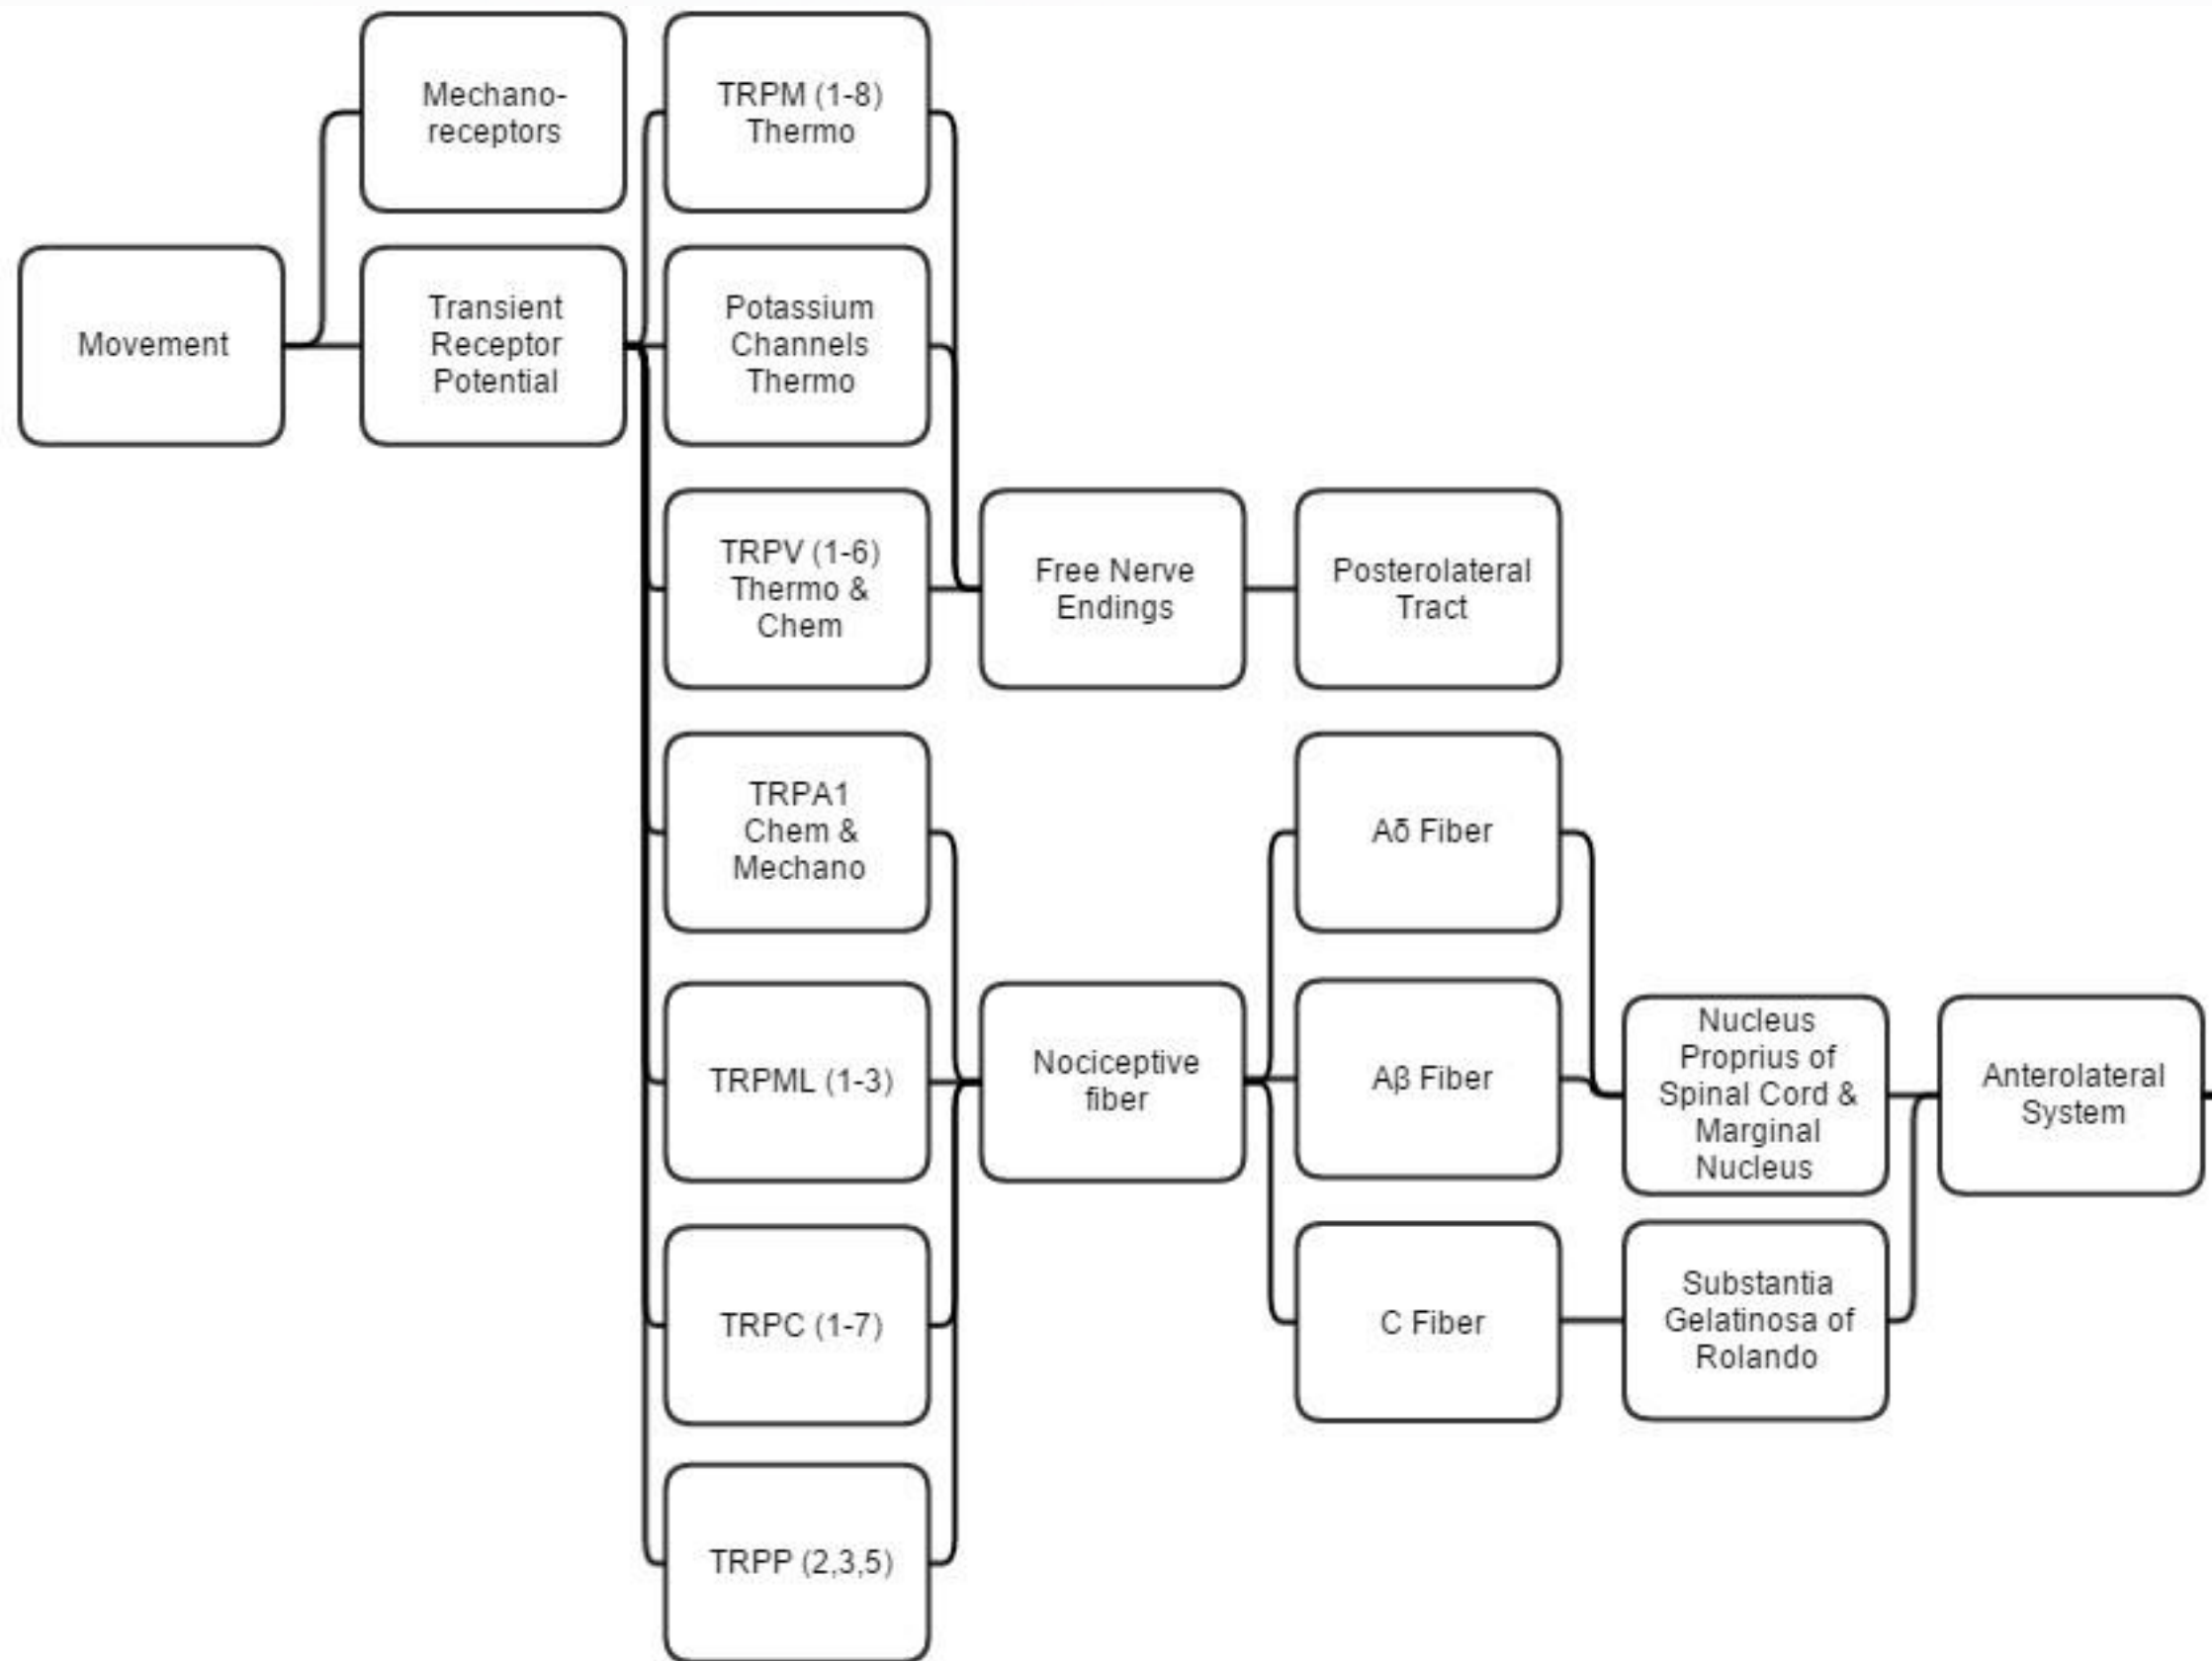 Mechano-
receptors
TRPM (1-8)
Thermo
Movement
Transient
Receptor
Potential
Potassium
Channels
Thermo
TRPV (1-6)
Thermo &
Chem
Free Nerve
Endings
Posterolateral
Tract
TRPA1
Chem &
Mechano
Aδ Fiber
TRPML (1-3)
Nociceptive
fiber
Aβ Fiber
Nucleus
Proprius of
Spinal Cord &
Marginal
Nucleus
Anterolateral
System
TRPC (1-7)
C Fiber
Substantia
Gelatinosa of
Rolando
TRPP (2,3,5)